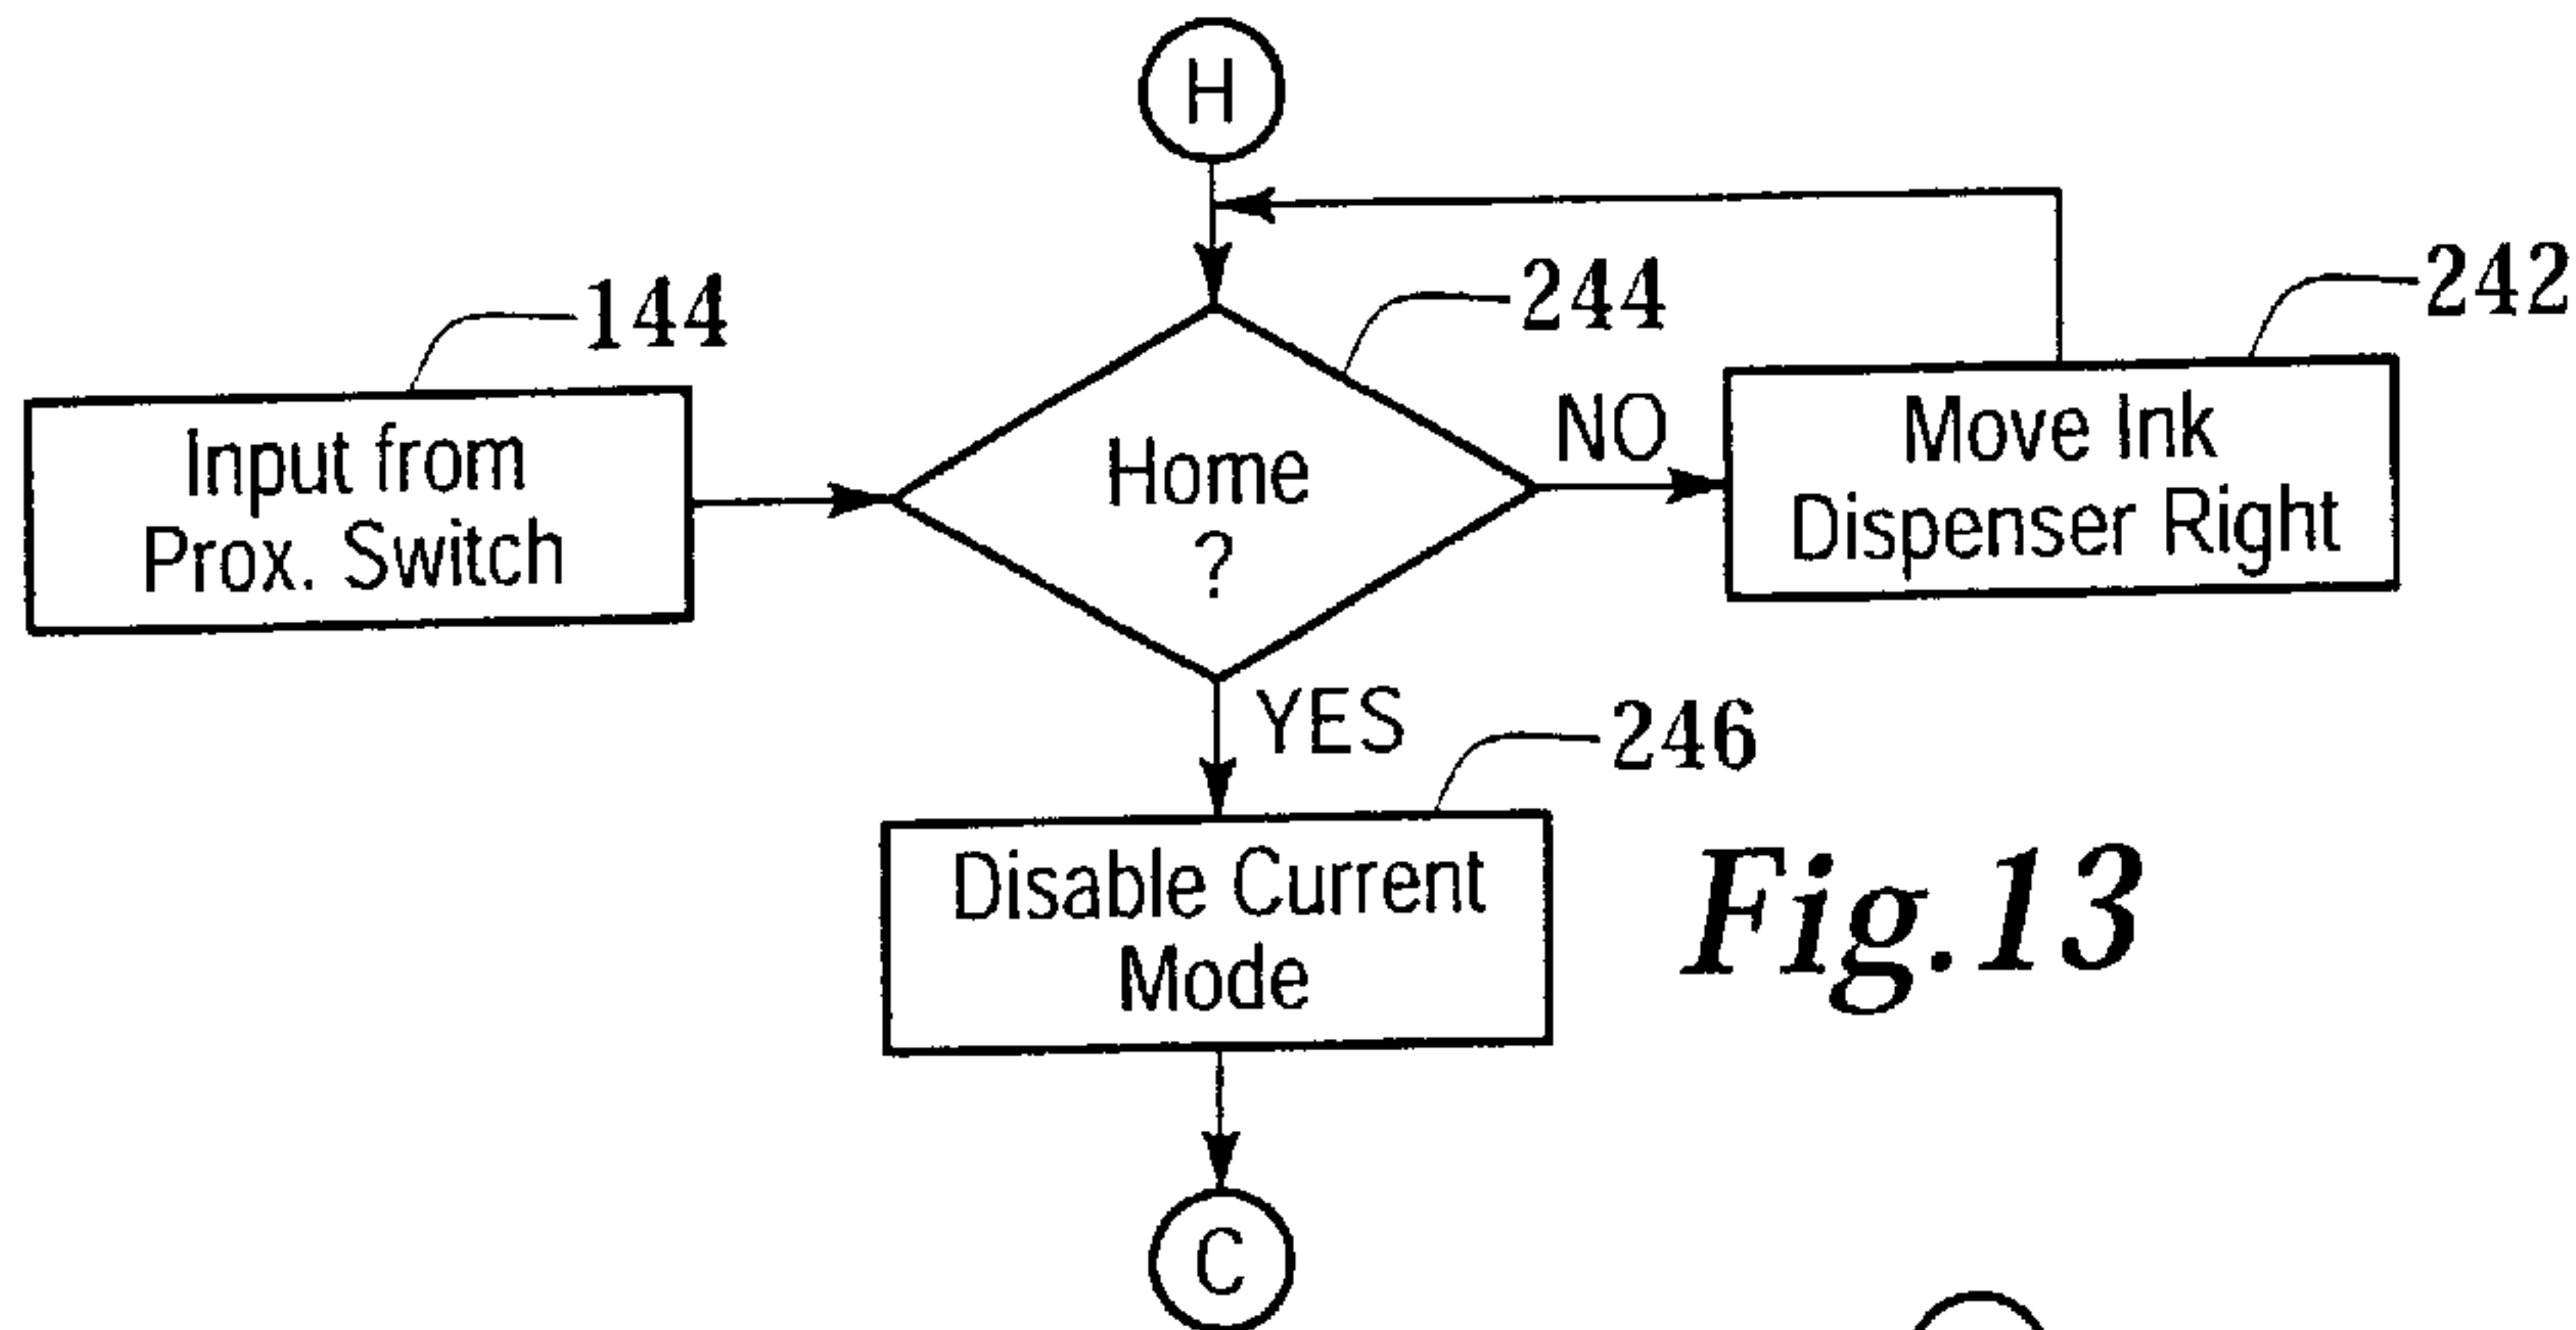 H
144
244
242
Input from
Prox. Switch
Home
?
NO
Move Ink
Dispenser Right
YES
246
Disable Current
Mode
Fig.13
C